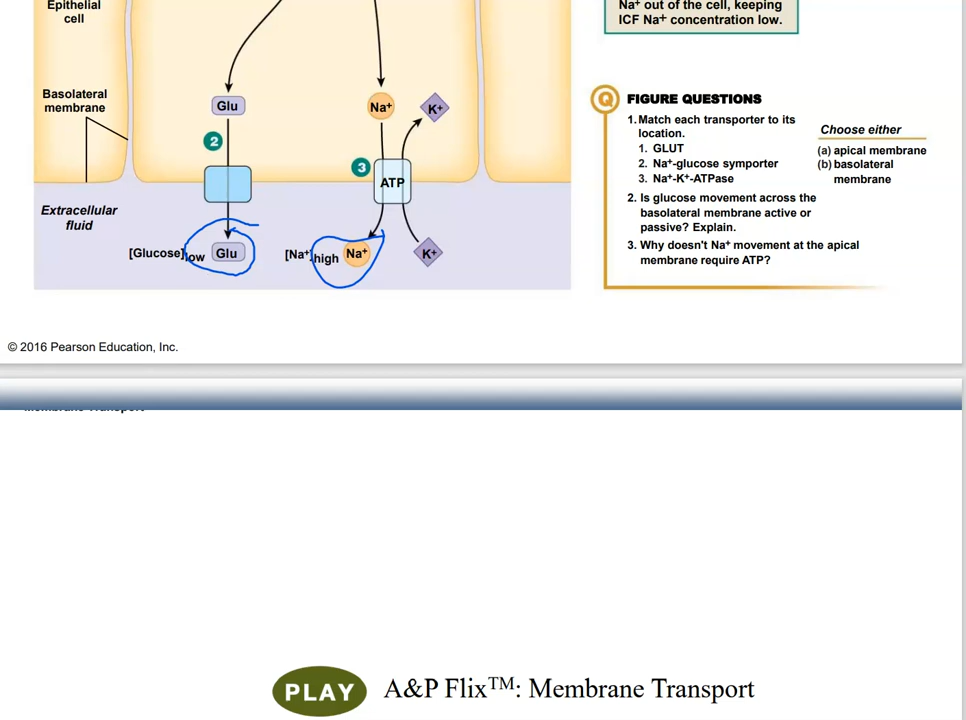 Epithelial
cell
Na+ out of the cell, keeping
ICF Na+ concentration low.
Basolateral
membrane
Glu
Na+
K+
2
3
ATP
Extracellular
fluid
[Glucose]low
Glu
[Na+]high
Na+
K+
Q FIGURE QUESTIONS
1. Match each transporter to its
location.
1. GLUT
2. Na+-glucose symporter
3. Na+-K+-ATPase
Choose either
(a) apical membrane
(b) basolateral
membrane
2. Is glucose movement across the
basolateral membrane active or
passive? Explain.
3. Why doesn't Na+ movement at the apical
membrane require ATP?
© 2016 Pearson Education, Inc.
Membrane Transport
PLAY A&P Flix™: Membrane Transport